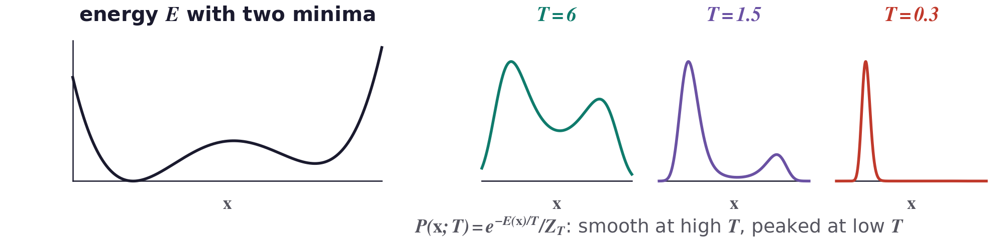 energy E with two minima
T = 6
T = 1.5
T = 0.3
x
x
x
x
P(x; T) = e^{−E(x)/T}/Z_T: smooth at high T, peaked at low T